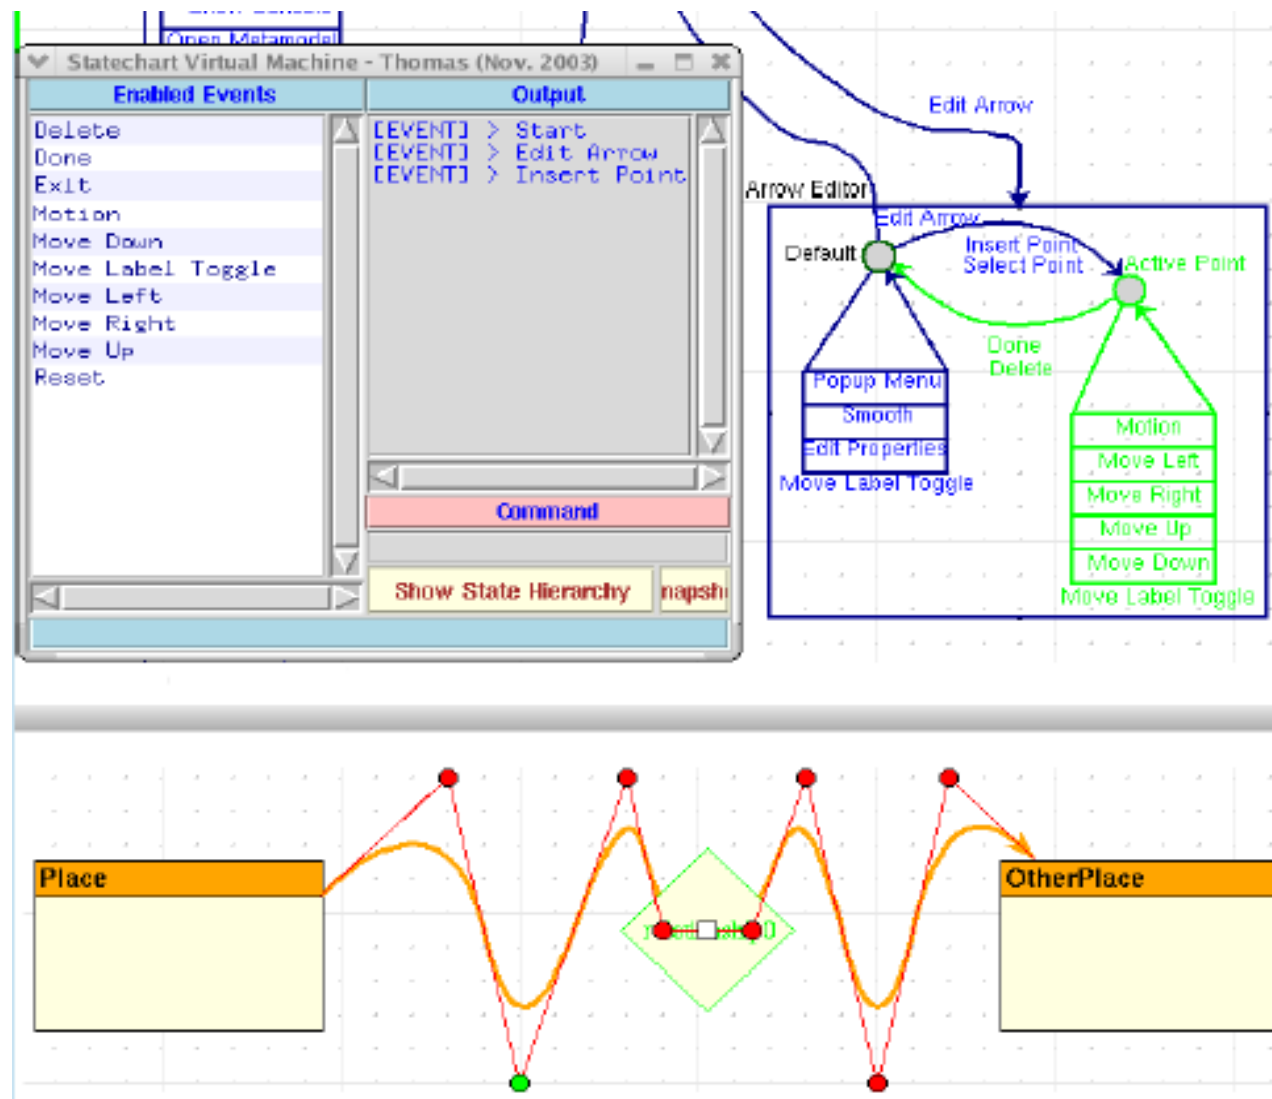 Open Metamodel
Statechart Virtual Machine - Thomas (Nov. 2003)
Enabled Events
Output
Delete
Done
Exit
Motion
Move Down
Move Label Toggle
Move Left
Move Right
Move Up
Reset
[EVENT] > Start
[EVENT] > Edit Arrow
[EVENT] > Insert Point
Command
Show State Hierarchy
napsh
Edit Arrow
Arrow Editor
Edit Arrow
Default
Insert Point
Select Point
Active Point
Done
Delete
Popup Menu
Smooth
Edit Properties
Move Label Toggle
Motion
Move Left
Move Right
Move Up
Move Down
Move Label Toggle
Place
OtherPlace